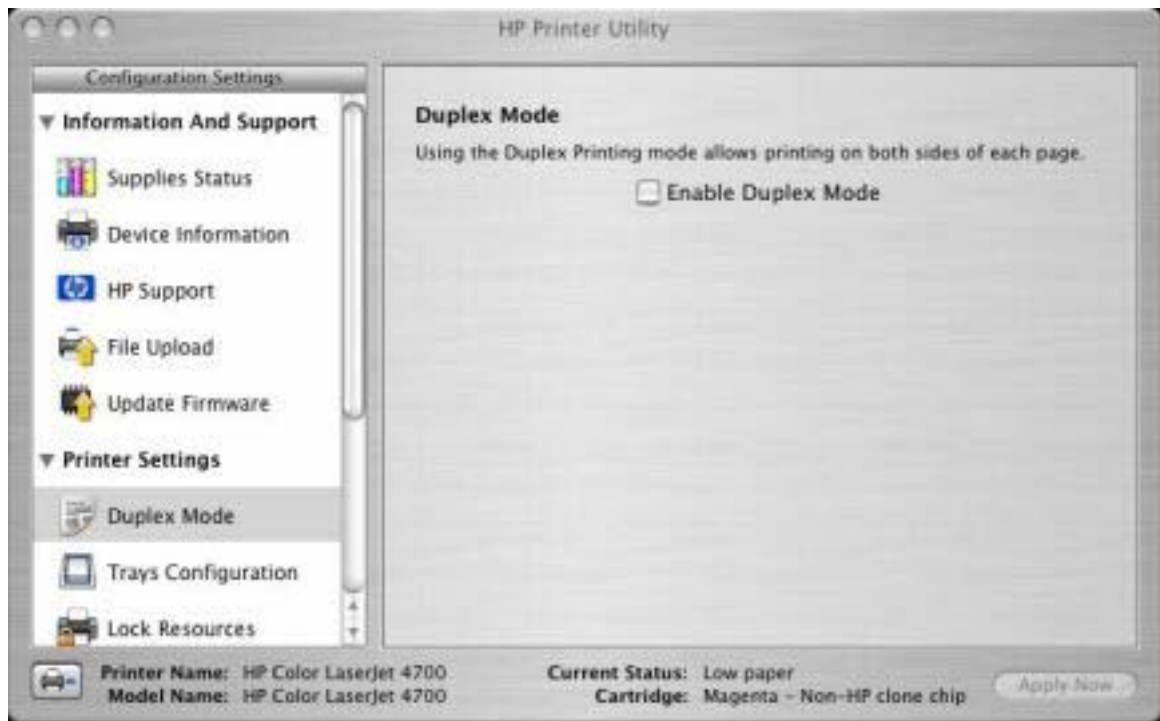 HP Printer Utility
Configuration Settings
Information And Support
Supplies Status
Device Information
HP Support
File Upload
Update Firmware
Printer Settings
Duplex Mode
Trays Configuration
Lock Resources
Duplex Mode
Using the Duplex Printing mode allows printing on both sides of each page.
Enable Duplex Mode
Printer Name: HP Color LaserJet 4700
Model Name: HP Color LaserJet 4700
Current Status: Low paper
Cartridge: Magenta - Non-HP clone chip
Apply Now